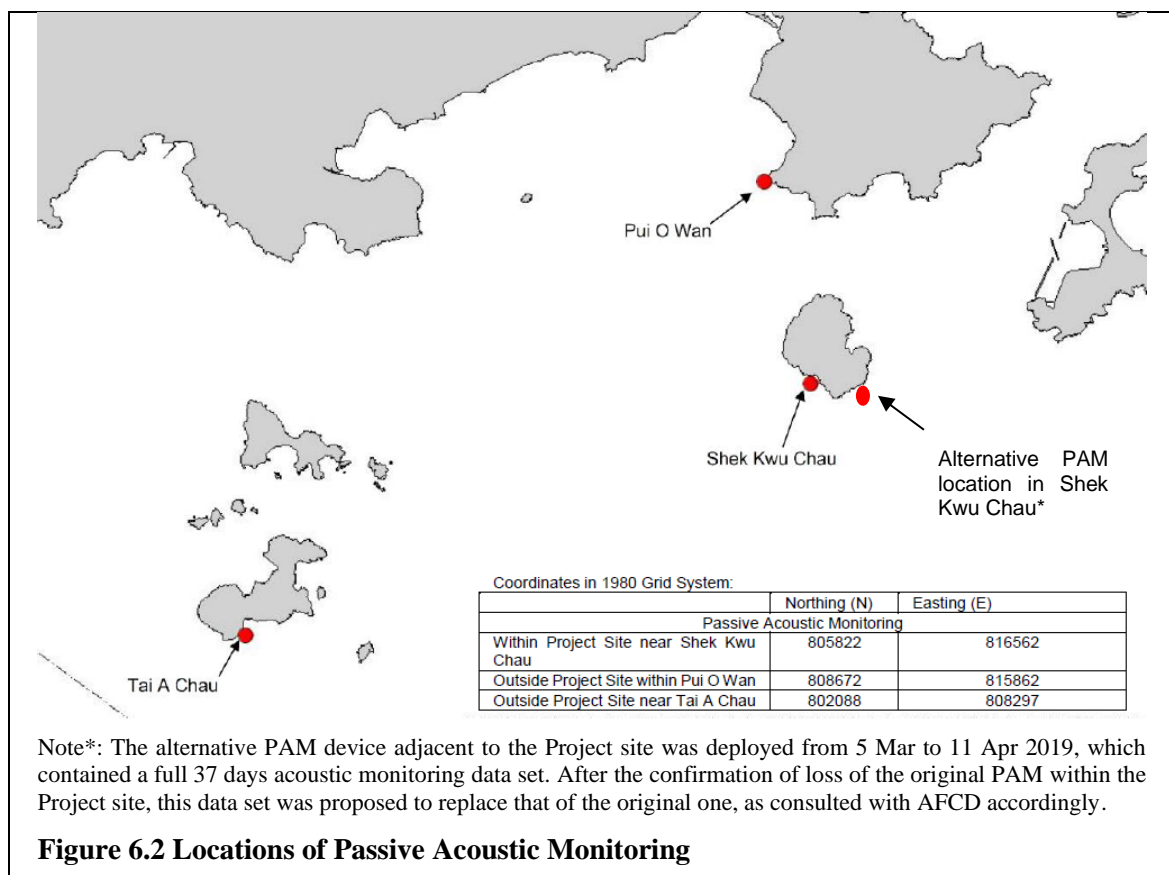 Pui O Wan
Shek Kwu Chau
Alternative PAM
location in Shek
Kwu Chau*
Tai A Chau
Coordinates in 1980 Grid System:
Northing (N) Easting (E)
Passive Acoustic Monitoring
Within Project Site near Shek Kwu Chau 805822 816562
Outside Project Site within Pui O Wan 808672 815862
Outside Project Site near Tai A Chau 802088 808297
Note*: The alternative PAM device adjacent to the Project site was deployed from 5 Mar to 11 Apr 2019, which
contained a full 37 days acoustic monitoring data set. After the confirmation of loss of the original PAM within the
Project site, this data set was proposed to replace that of the original one, as consulted with AFCD accordingly.
Figure 6.2 Locations of Passive Acoustic Monitoring